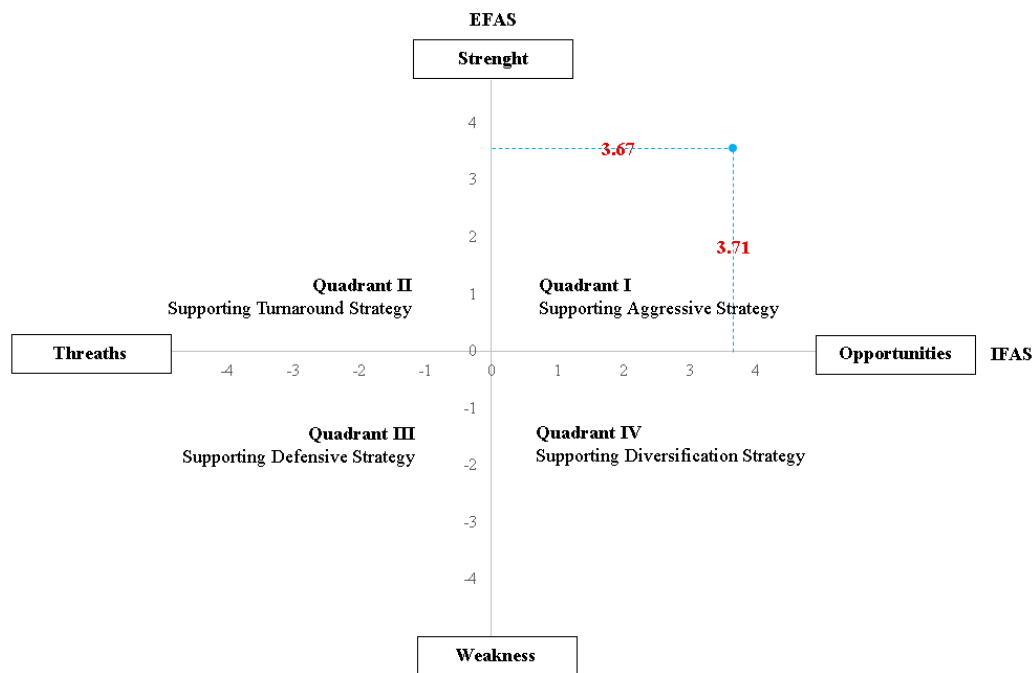 EFAS
Strenght
4
3.67
3
2
3.71
Quadrant II
Supporting Turnaround Strategy
Quadrant I
Supporting Aggressive Strategy
1
Threaths
0
Opportunities
IFAS
-4 -3 -2 -1 0 1 2 3 4
-1
Quadrant III
Supporting Defensive Strategy
Quadrant IV
Supporting Diversification Strategy
-2
-3
-4
Weakness